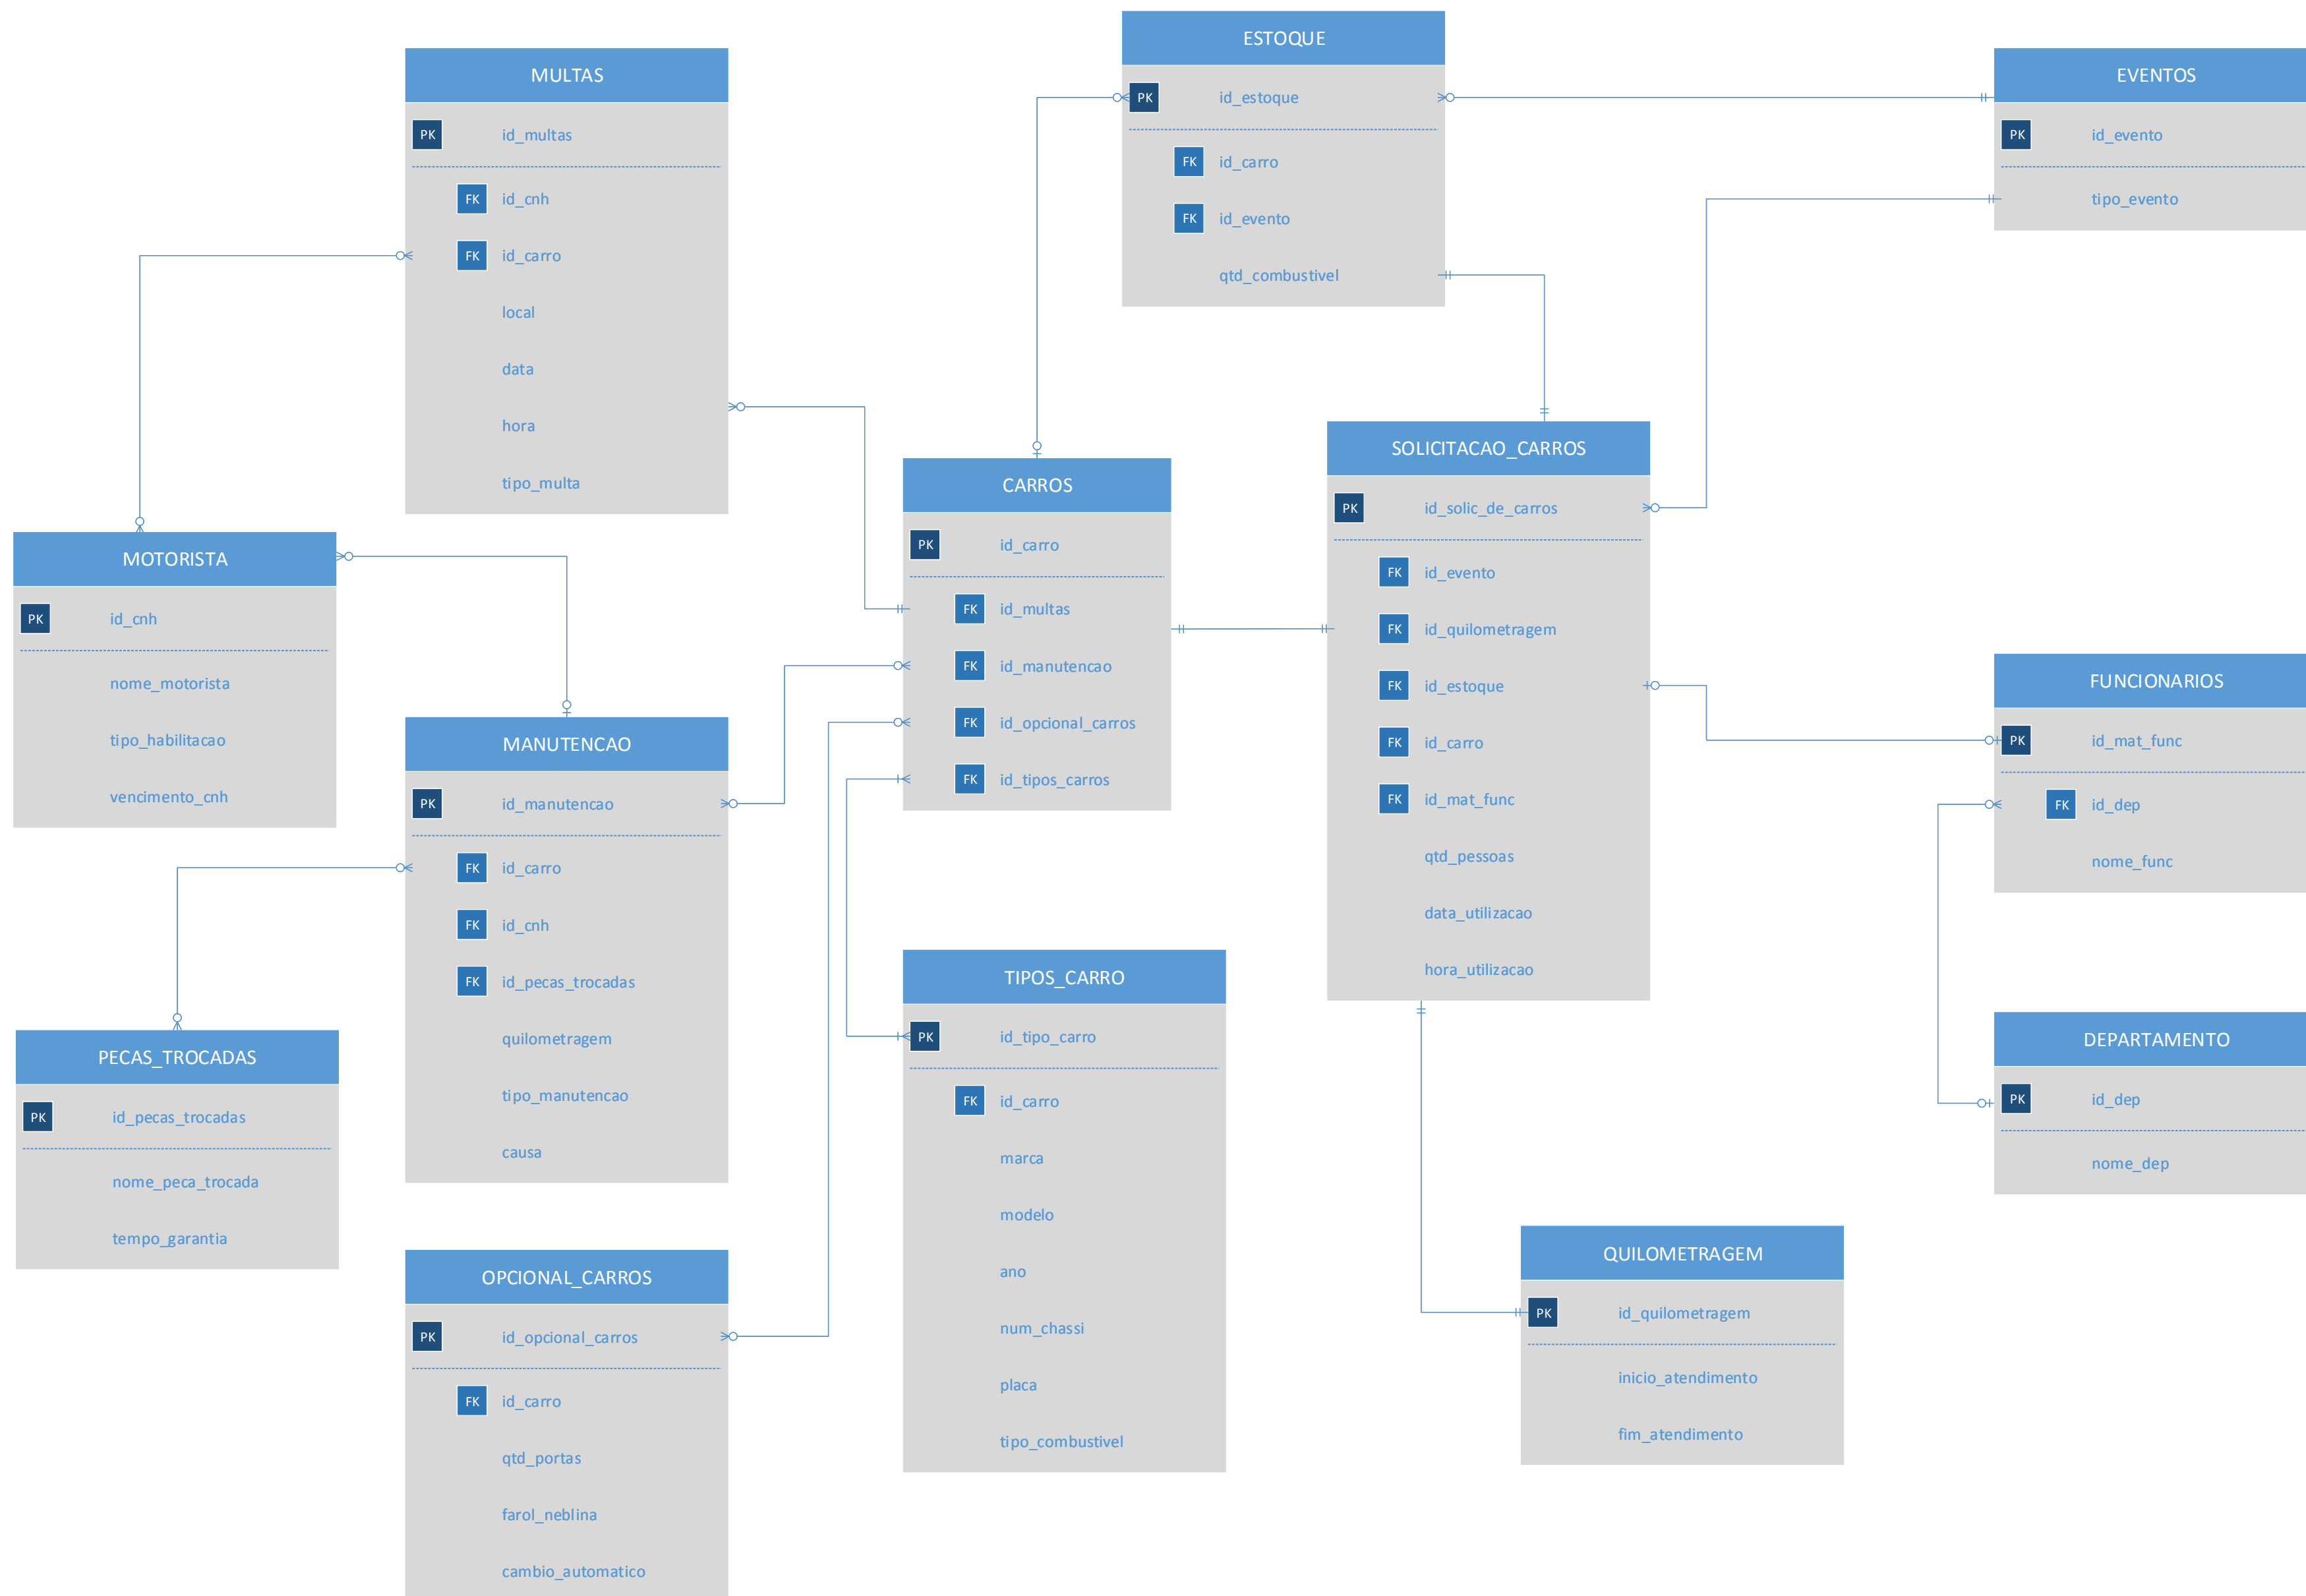 ESTOQUE
PK id_estoque
FK id_carro
FK id_evento
qtd_combustivel
MULTAS
PK id_multas
FK id_cnh
FK id_carro
local
data
hora
tipo_multa
EVENTOS
PK id_evento
tipo_evento
MOTORISTA
PK id_cnh
nome_motorista
tipo_habilitacao
vencimento_cnh
CARROS
PK id_carro
FK id_multas
FK id_manutencao
FK id_opcional_carros
FK id_tipos_carros
SOLICITACAO_CARROS
PK id_solic_de_carros
FK id_evento
FK id_quilometragem
FK id_estoque
FK id_carro
FK id_mat_func
qtd_pessoas
data_utilizacao
hora_utilizacao
FUNCIONARIOS
PK id_mat_func
FK id_dep
nome_func
MANUTENCAO
PK id_manutencao
FK id_carro
FK id_cnh
FK id_pecas_trocadas
quilometragem
tipo_manutencao
causa
PECAS_TROCADAS
PK id_pecas_trocadas
nome_peca_trocada
tempo_garantia
TIPOS_CARRO
PK id_tipo_carro
FK id_carro
marca
modelo
ano
num_chassi
placa
tipo_combustivel
DEPARTAMENTO
PK id_dep
nome_dep
OPCIONAL_CARROS
PK id_opcional_carros
FK id_carro
qtd_portas
farol_neblina
cambio_automatico
QUILOMETRAGEM
PK id_quilometragem
inicio_atendimento
fim_atendimento